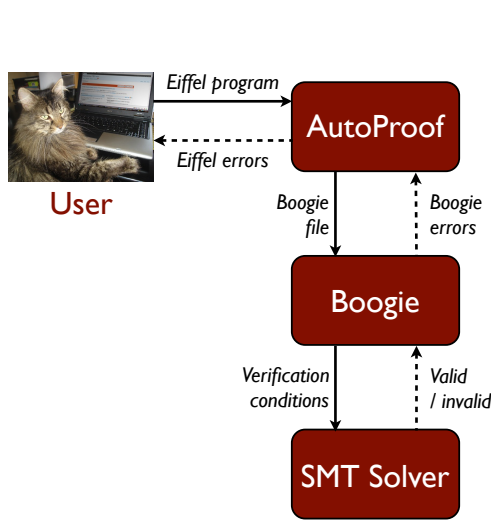 Eiffel program
AutoProof
Eiffel errors
User
Boogie
file
Boogie
errors
Boogie
Verification
conditions
Valid
/ invalid
SMT Solver